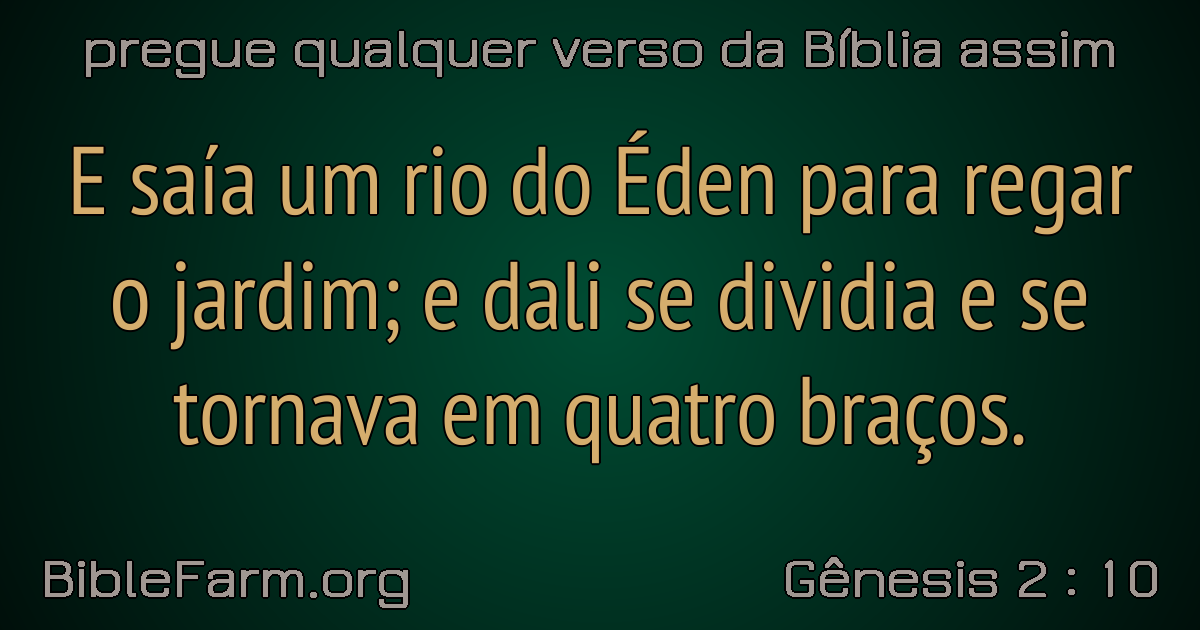 pregue qualquer verso da Bíblia assim
E saía um rio do Éden para regar
o jardim; e dali se dividia e se
tornava em quatro braços.
BibleFarm.org
Gênesis 2 : 10